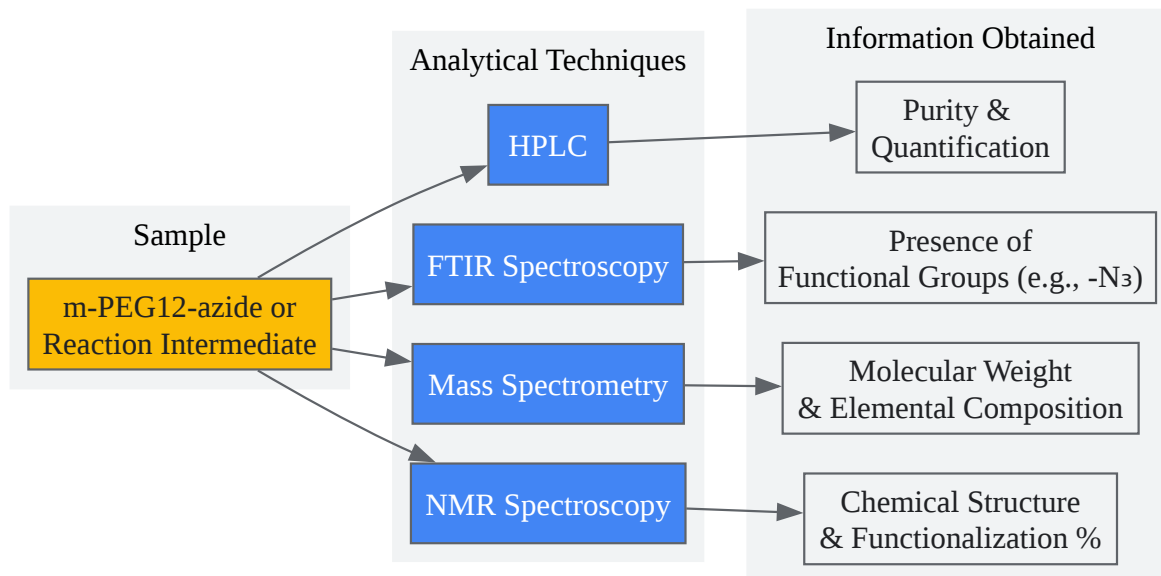 Sample
m-PEG12-azide or
Reaction Intermediate
Analytical Techniques
HPLC
FTIR Spectroscopy
Mass Spectrometry
NMR Spectroscopy
Information Obtained
Purity &
Quantification
Presence of
Functional Groups (e.g., -N₃)
Molecular Weight
& Elemental Composition
Chemical Structure
& Functionalization %